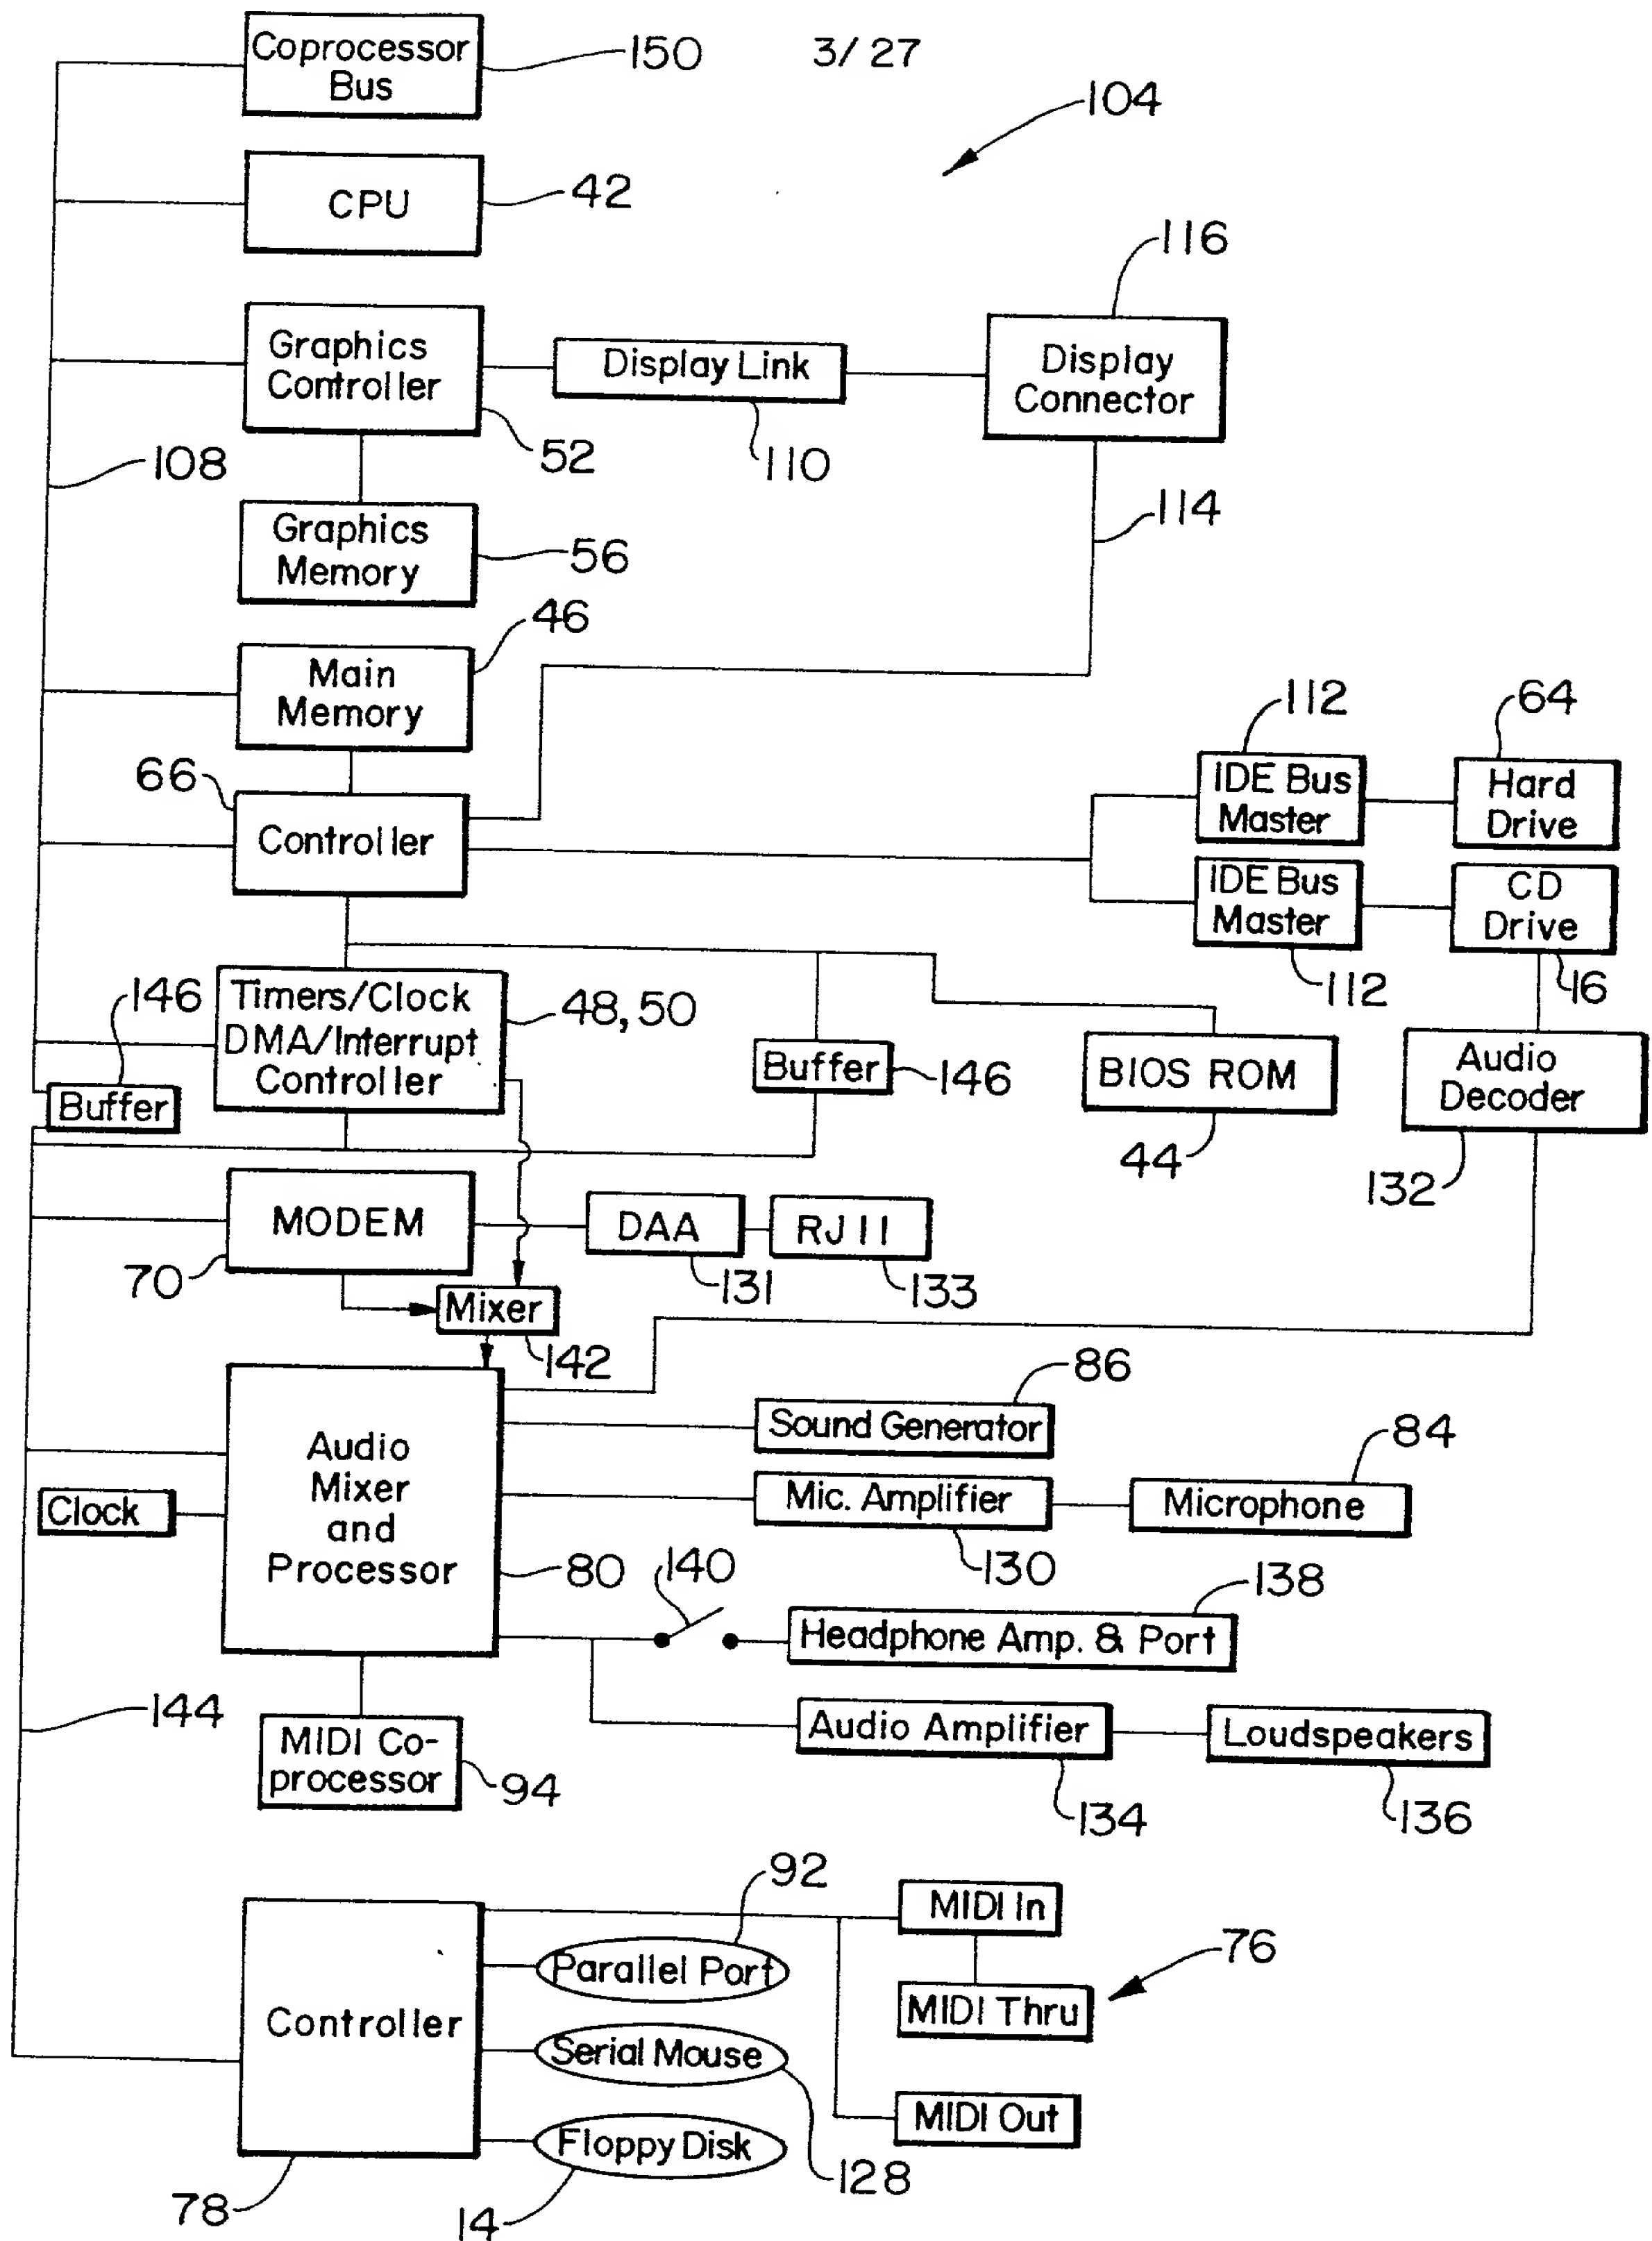 3/27
Coprocessor
Bus
150
104
CPU
42
116
Graphics
Controller
52
Display Link
110
Display
Connector
108
114
Graphics
Memory
56
46
Main
Memory
112
64
66
Controller
IDE Bus
Master
Hard
Drive
IDE Bus
Master
CD
Drive
112
16
146
Timers/Clock
DMA/Interrupt
Controller
48, 50
Buffer
Buffer
146
BIOS ROM
44
Audio
Decoder
132
MODEM
70
DAA
131
RJ11
133
Mixer
142
86
Sound Generator
Audio
Mixer
and
Processor
80
Clock
84
Mic. Amplifier
130
Microphone
140
138
Headphone Amp. & Port
144
Audio Amplifier
134
Loudspeakers
136
MIDI Co-
processor
94
92
Controller
78
Parallel Port
Serial Mouse
128
Floppy Disk
14
MIDI In
MIDI Thru
76
MIDI Out